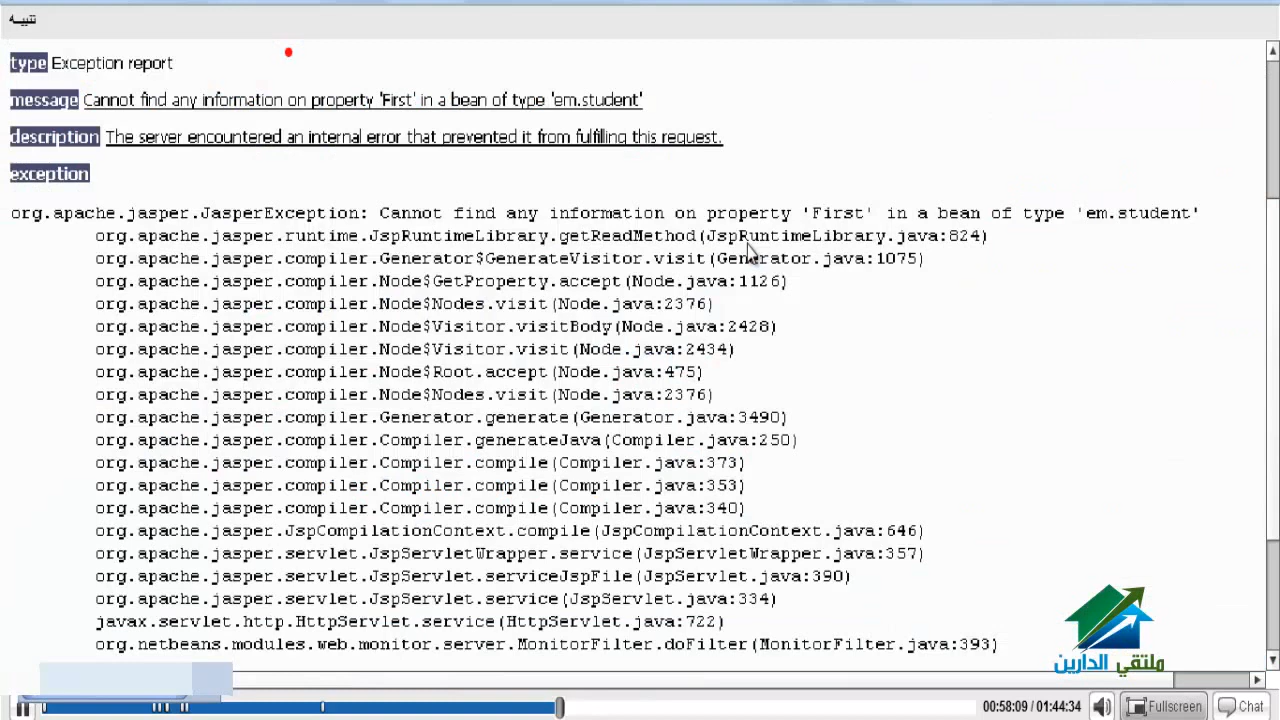 تنبيه
type Exception report
message Cannot find any information on property 'First' in a bean of type 'em.student'
description The server encountered an internal error that prevented it from fulfilling this request.
exception
org.apache.jasper.JasperException: Cannot find any information on property 'First' in a bean of type 'em.student'
org.apache.jasper.runtime.JspRuntimeLibrary.getReadMethod(JspRuntimeLibrary.java:824)
org.apache.jasper.compiler.Generator$GenerateVisitor.visit(Generator.java:1075)
org.apache.jasper.compiler.Node$GetProperty.accept(Node.java:1126)
org.apache.jasper.compiler.Node$Nodes.visit(Node.java:2376)
org.apache.jasper.compiler.Node$Visitor.visitBody(Node.java:2428)
org.apache.jasper.compiler.Node$Visitor.visit(Node.java:2434)
org.apache.jasper.compiler.Node$Root.accept(Node.java:475)
org.apache.jasper.compiler.Node$Nodes.visit(Node.java:2376)
org.apache.jasper.compiler.Generator.generate(Generator.java:3490)
org.apache.jasper.compiler.Compiler.generateJava(Compiler.java:250)
org.apache.jasper.compiler.Compiler.compile(Compiler.java:373)
org.apache.jasper.compiler.Compiler.compile(Compiler.java:353)
org.apache.jasper.compiler.Compiler.compile(Compiler.java:340)
org.apache.jasper.JspCompilationContext.compile(JspCompilationContext.java:646)
org.apache.jasper.servlet.JspServletWrapper.service(JspServletWrapper.java:357)
org.apache.jasper.servlet.JspServlet.serviceJspFile(JspServlet.java:390)
org.apache.jasper.servlet.JspServlet.service(JspServlet.java:334)
javax.servlet.http.HttpServlet.service(HttpServlet.java:722)
org.netbeans.modules.web.monitor.server.MonitorFilter.doFilter(MonitorFilter.java:393)
ملتقي الدارين
00:58:09 / 01:44:34 Fullscreen Chat